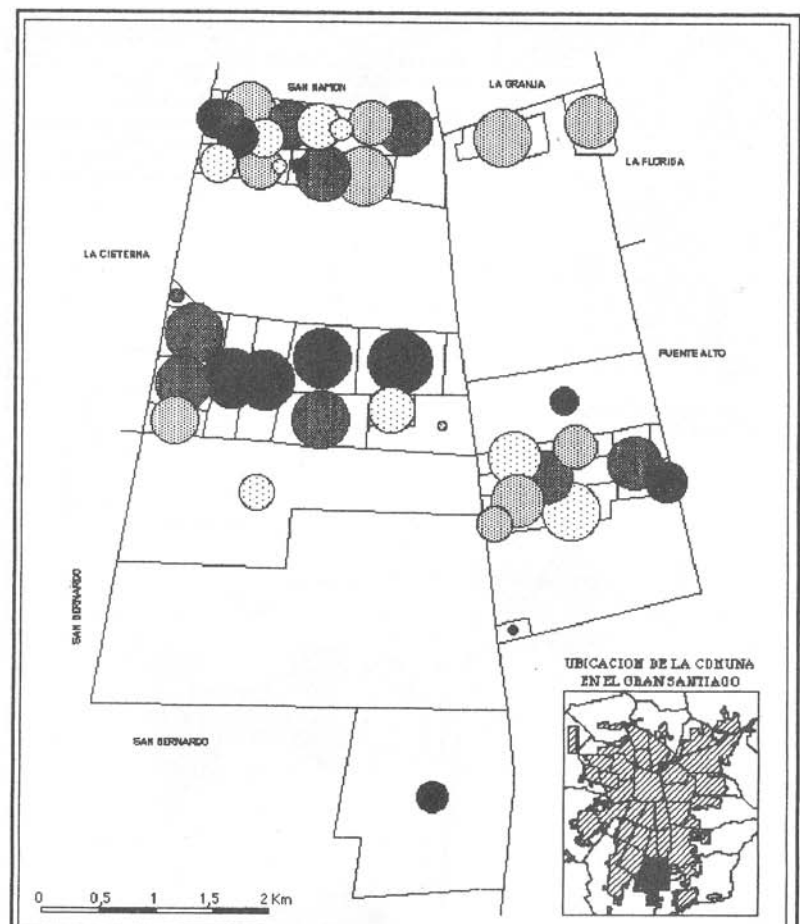 SAN RAMON
LA GRANJA
LA FLORIDA
LA CISTERNA
PUENTE ALTO
SAN BERNARDO
UBICACION DE LA COMUNA
EN EL GRAN SANTIAGO
SAN BERNARDO
0 0,5 1 1,5 2 Km